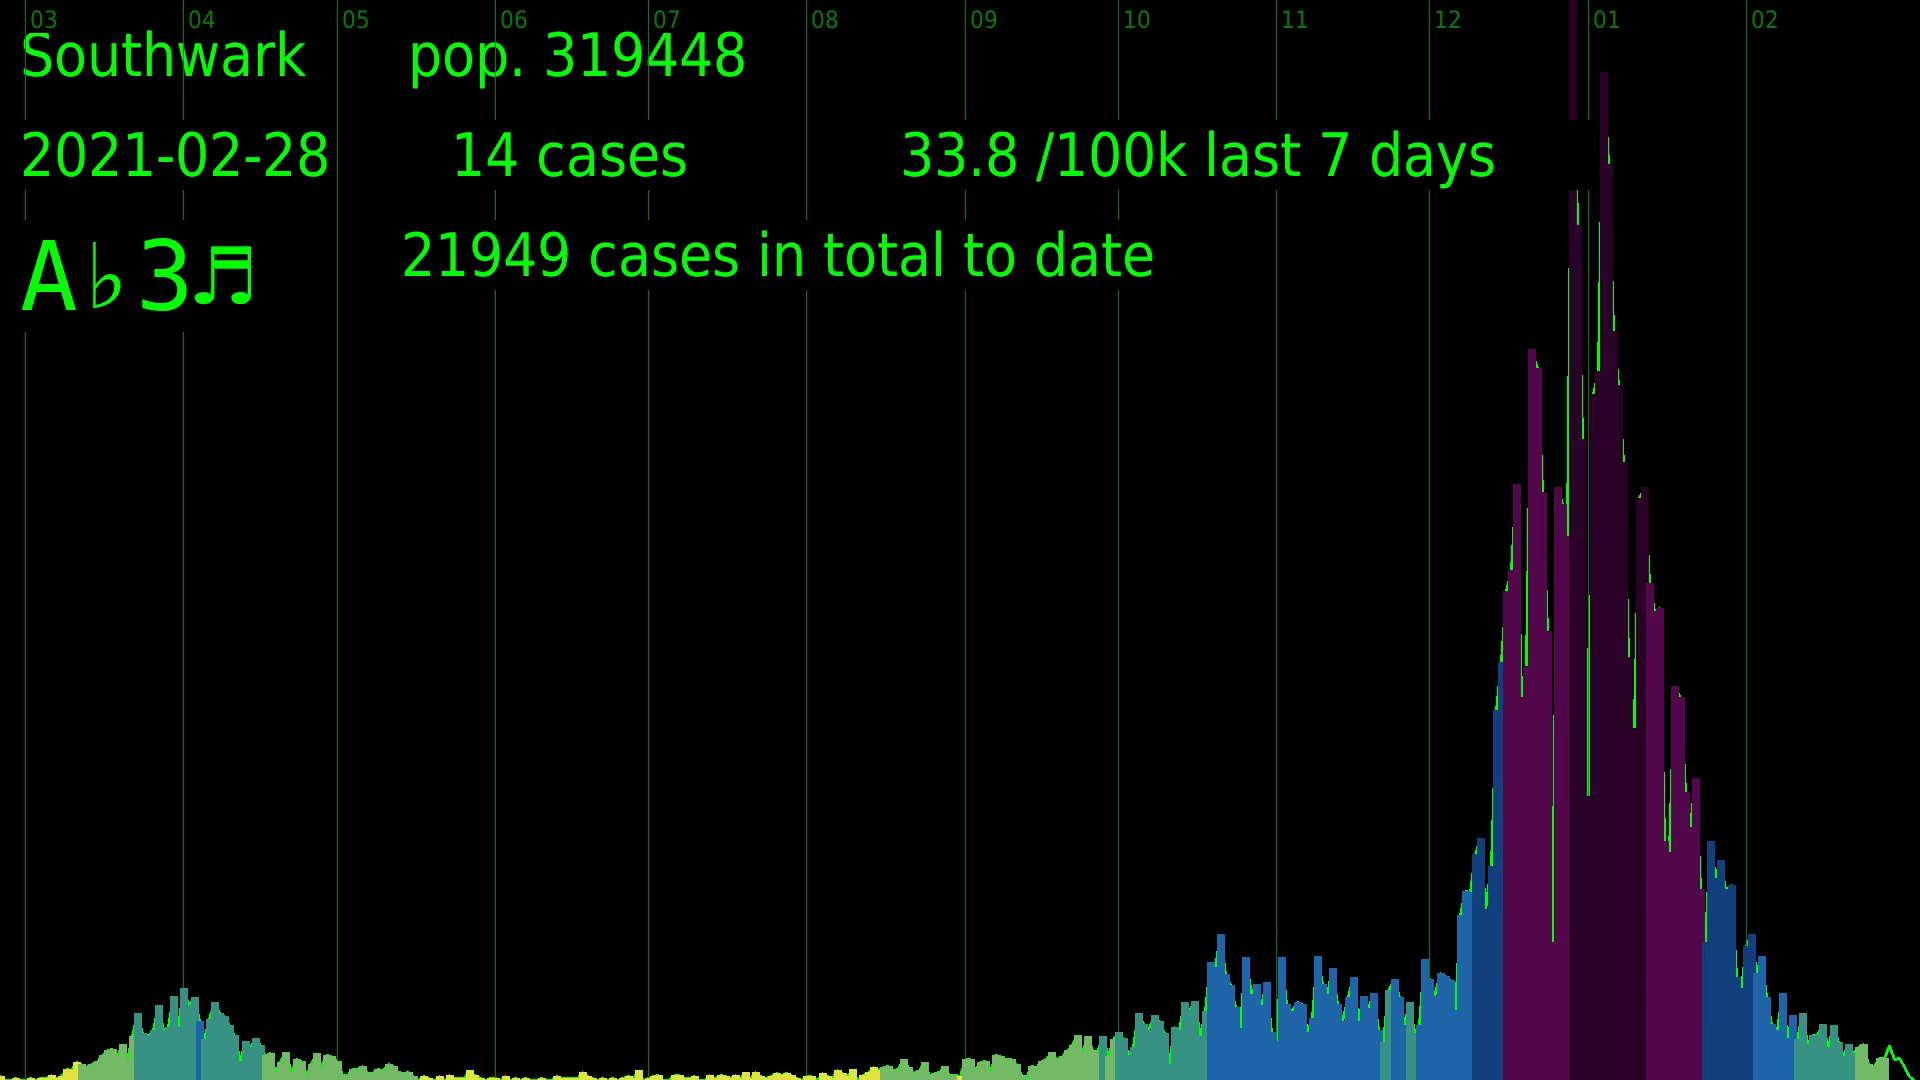 03 04 05 06 07 08 09 10 11 12 01 02
Southwark pop. 319448
2021-02-28 14 cases 33.8 /100k last 7 days
A♭3♬ 21949 cases in total to date